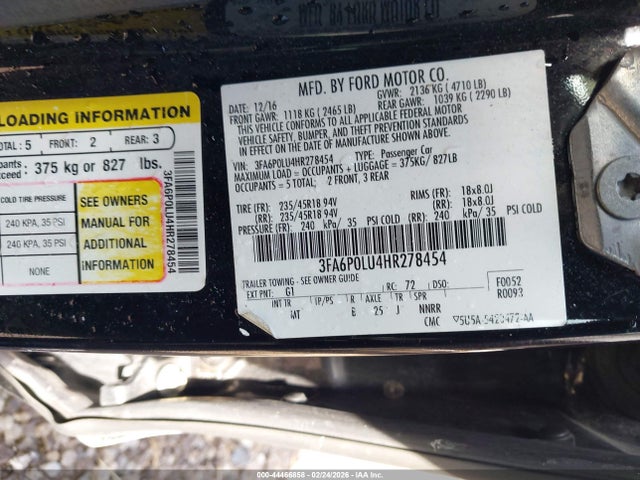 LOADING INFORMATION
TOTAL: 5 FRONT: 2 REAR: 3
375 kg or 827 lbs.
COLD TIRE PRESSURE
240 KPA, 35 PSI
240 KPA, 35 PSI
NONE
SEE OWNERS
MANUAL FOR
ADDITIONAL
INFORMATION
3FA6P0LU4HR278454
MFD. BY FORD MOTOR CO.
DATE: 12/16 GVWR: 2136 KG ( 4710 LB)
FRONT GAWR: 1118 KG ( 2465 LB) REAR GAWR: 1039 KG ( 2290 LB)
THIS VEHICLE CONFORMS TO ALL APPLICABLE FEDERAL MOTOR
VEHICLE SAFETY, BUMPER, AND THEFT PREVENTION STANDARDS IN
EFFECT ON THE DATE OF MANUFACTURE SHOWN ABOVE.
VIN: 3FA6P0LU4HR278454 TYPE: Passenger Car
MAXIMUM LOAD = OCCUPANTS + LUGGAGE = 375KG/ 827LB
OCCUPANTS = 5 TOTAL: 2 FRONT, 3 REAR
TIRE (FR): 235/45R18 94V RIMS (FR): 18x8.0J
(RR): 235/45R18 94V (RR): 18x8.0J
PRESSURE (FR): 240 kPa/ 35 PSI COLD (RR): 240 kPa/ 35 PSI COLD
3FA6P0LU4HR278454
TRAILER TOWING - SEE OWNER GUIDE
EXT PNT: G1 RC: 72 DSO: F0052
INT TR IP/PS R AXLE TR SPR R0093
MT B 25 J NNRR
CMC
000-44466858 - 02/24/2026 - IAA Inc.